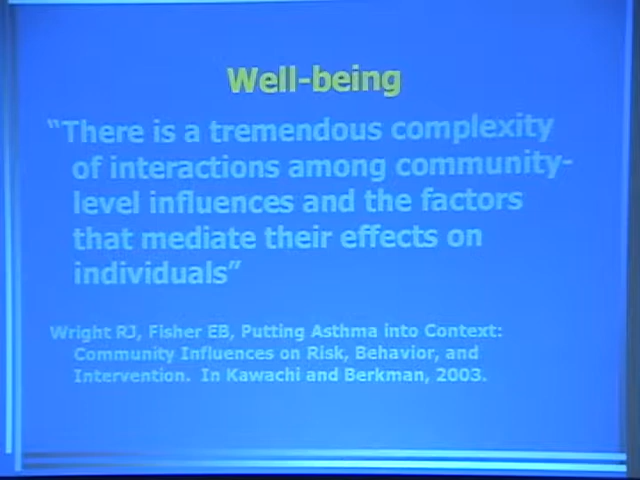 Well-being
“There is a tremendous complexity
of interactions among community-
level influences and the factors
that mediate their effects on
individuals”
Wright RJ, Fisher EB, Putting Asthma into Context:
Community Influences on Risk, Behavior, and
Intervention.  In Kawachi and Berkman, 2003.